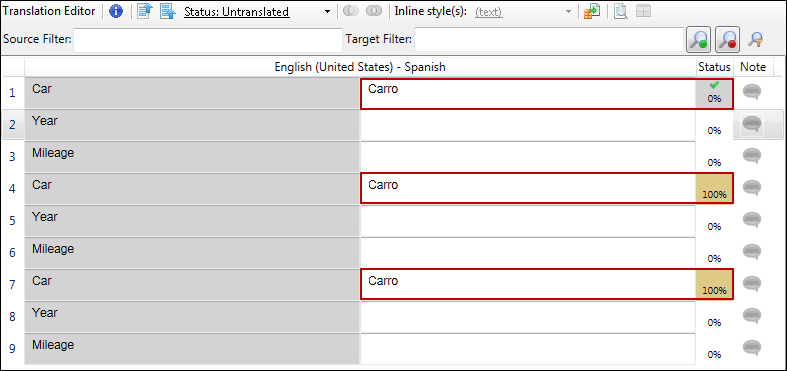 Translation Editor Status: Untranslated Inline style(s): (text)
Source Filter: Target Filter:
English (United States) - Spanish Status Note
1 Car Carro 0%
2 Year 0%
3 Mileage 0%
4 Car Carro 100%
5 Year 0%
6 Mileage 0%
7 Car Carro 100%
8 Year 0%
9 Mileage 0%